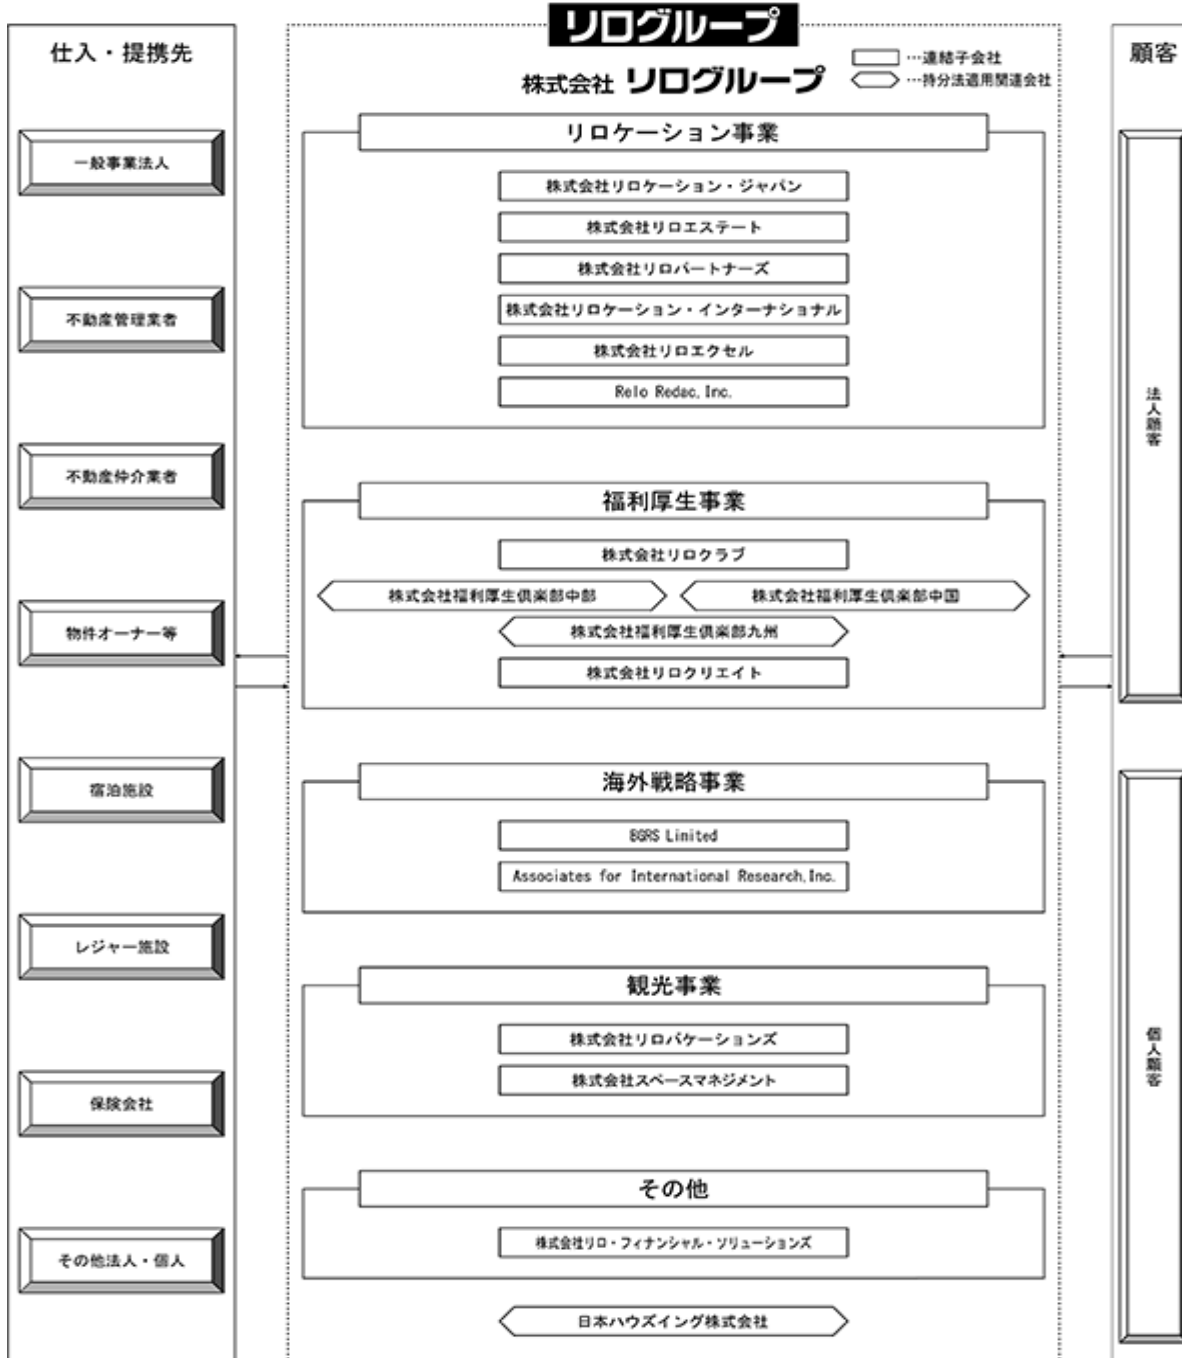 リログループ
株式会社 リログループ
…連結子会社
…持分法適用関連会社
仕入・提携先
一般事業法人
不動産管理業者
不動産仲介業者
物件オーナー等
宿泊施設
レジャー施設
保険会社
その他法人・個人
リロケーション事業
株式会社リロケーション・ジャパン
株式会社リロエステート
株式会社リロパートナーズ
株式会社リロケーション・インターナショナル
株式会社リロエクセル
Relo Redac, Inc.
福利厚生事業
株式会社リロクラブ
株式会社福利厚生倶楽部中部
株式会社福利厚生倶楽部中国
株式会社福利厚生倶楽部九州
株式会社リロクリエイト
海外戦略事業
BGRS Limited
Associates for International Research, Inc.
観光事業
株式会社リロバケーションズ
株式会社スペースマネジメント
その他
株式会社リロ・フィナンシャル・ソリューションズ
日本ハウズイング株式会社
顧客
法人顧客
個人顧客